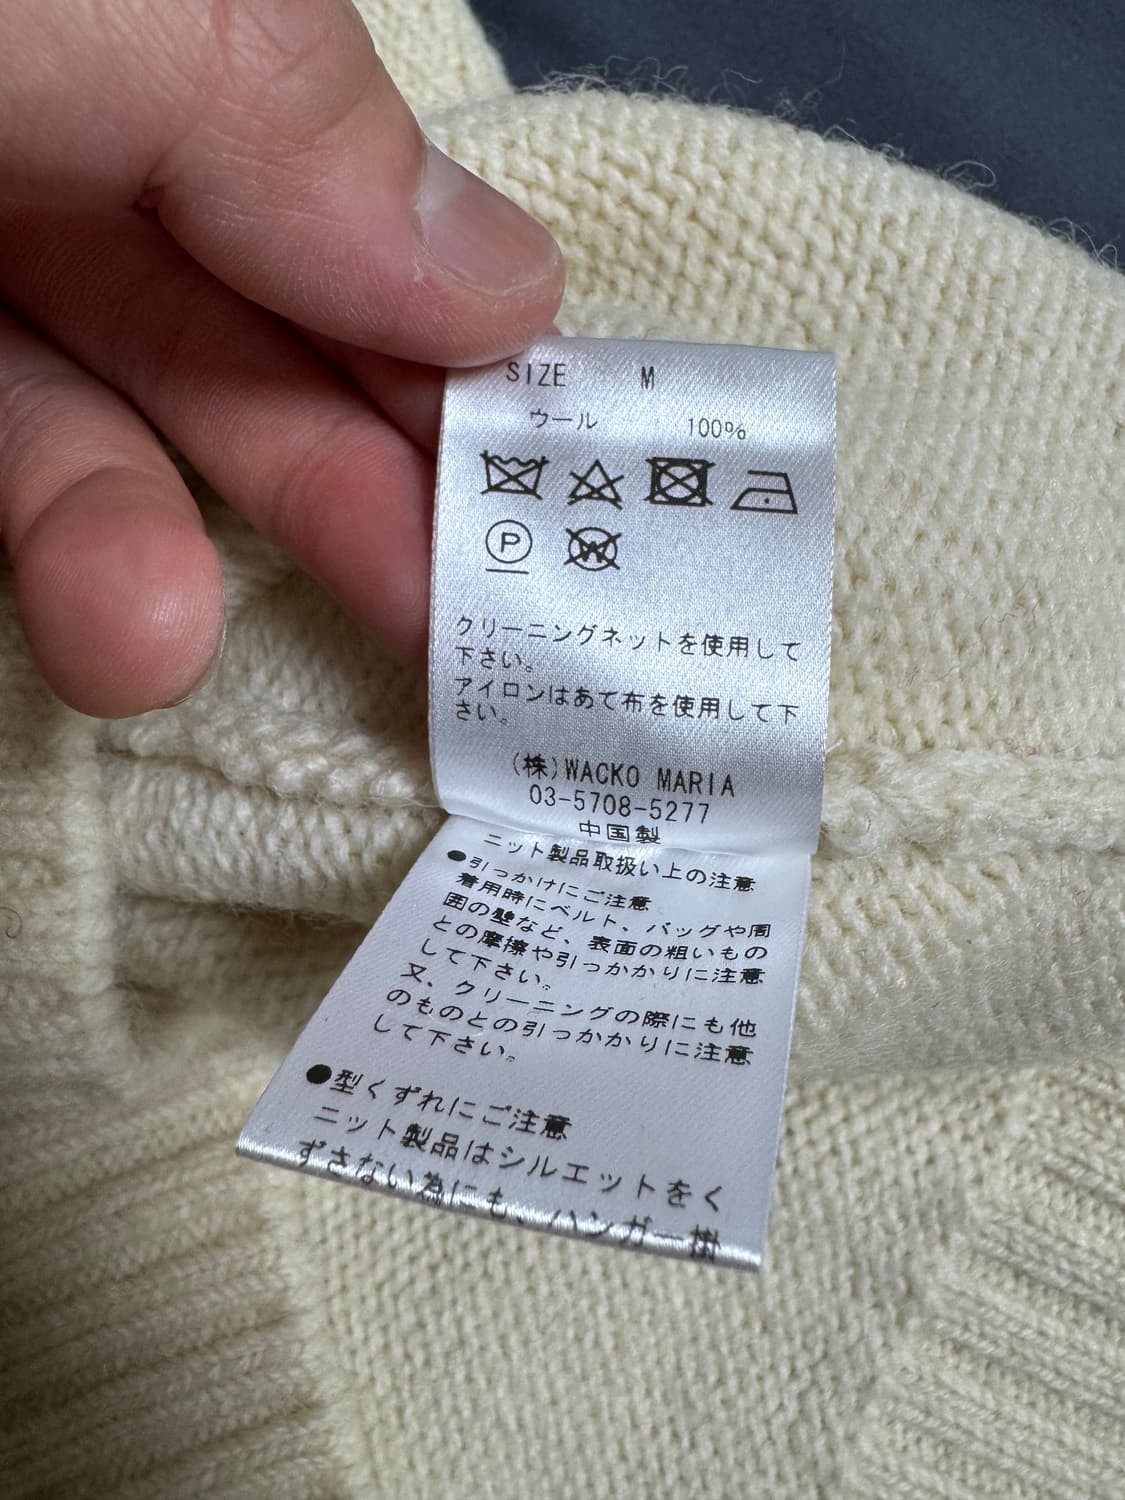 SIZE M
ウール 100%
P
W
クリーニングネットを使用して
下さい。
アイロンはあて布を使用して下
さい。
(株)WACKO MARIA
03-5708-5277
中国製
ニット製品取扱い上の注意
●引っかけにご注意
着用時にベルト、バッグや周
囲の壁など、表面の粗いもの
との摩擦や引っかかりに注意
して下さい。
又、クリーニングの際にも他
のものとの引っかかりに注意
して下さい。
●型くずれにご注意
ニット製品はシルエットをく
ずさない為にも、ハンガー掛